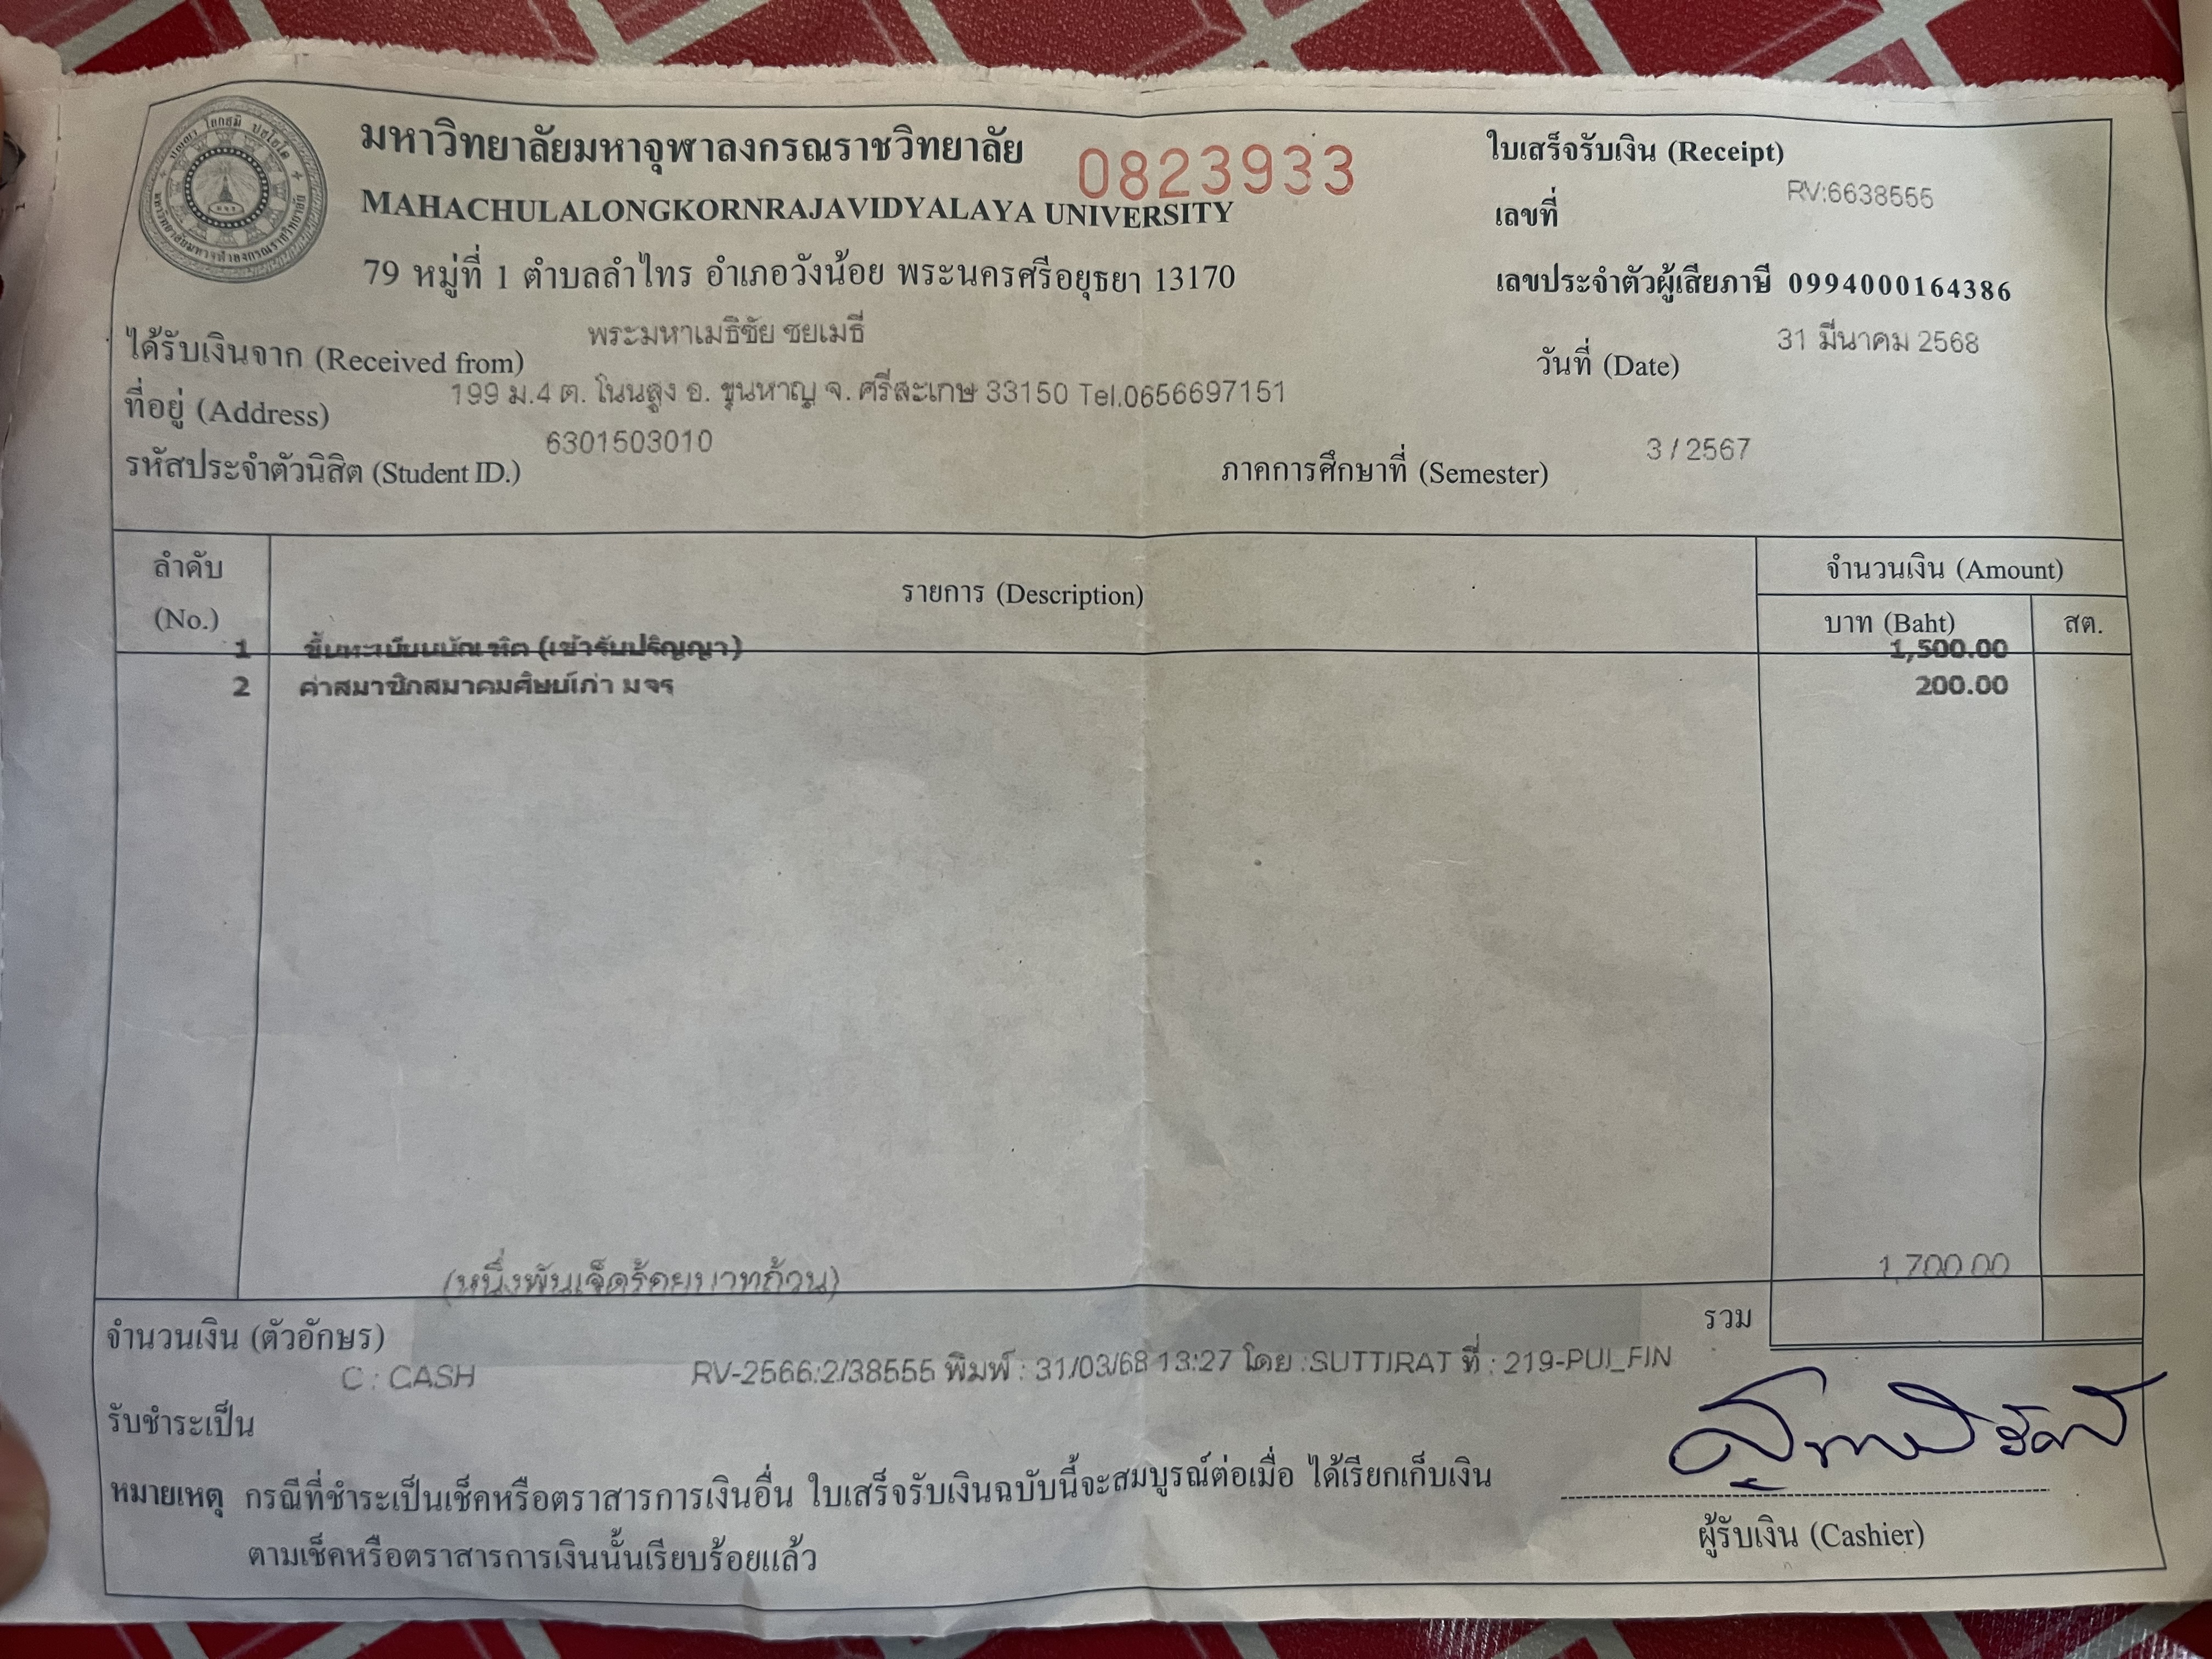 มหาวิทยาลัยมหาจุฬาลงกรณราชวิทยาลัย
0823933
MAHACHULALONGKORNRAJAVIDYALAYA UNIVERSITY
79 หมู่ที่ 1 ตำบลลำไทร อำเภอวังน้อย พระนครศรีอยุธยา 13170
ใบเสร็จรับเงิน (Receipt)
เลขที่ RV:6638555
เลขประจำตัวผู้เสียภาษี 0994000164386
ได้รับเงินจาก (Received from) พระมหาเมธิชัย ชยเมธี
วันที่ (Date) 31 มีนาคม 2568
ที่อยู่ (Address) 199 ม.4 ต. โนนสูง อ. ขุนหาญ จ. ศรีสะเกษ 33150 Tel.0656697151
รหัสประจำตัวนิสิต (Student ID.) 6301503010
ภาคการศึกษาที่ (Semester) 3 / 2567
ลำดับ (No.) รายการ (Description) จำนวนเงิน (Amount)
บาท (Baht) สต.
1 ขึ้นทะเบียนบัณฑิต (เข้ารับปริญญา) 1,500.00
2 ค่าสมาชิกสมาคมศิษย์เก่า มจร 200.00
(หนึ่งพันเจ็ดร้อยบาทถ้วน) 1,700.00
จำนวนเงิน (ตัวอักษร) รวม
C : CASH RV-2566:2/38555 พิมพ์ : 31/03/68 13:27 โดย :SUTTIRAT ที่ : 219-PUI_FIN
รับชำระเป็น
หมายเหตุ กรณีที่ชำระเป็นเช็คหรือตราสารการเงินอื่น ใบเสร็จรับเงินฉบับนี้จะสมบูรณ์ต่อเมื่อ ได้เรียกเก็บเงิน
ตามเช็คหรือตราสารการเงินนั้นเรียบร้อยแล้ว
ผู้รับเงิน (Cashier)